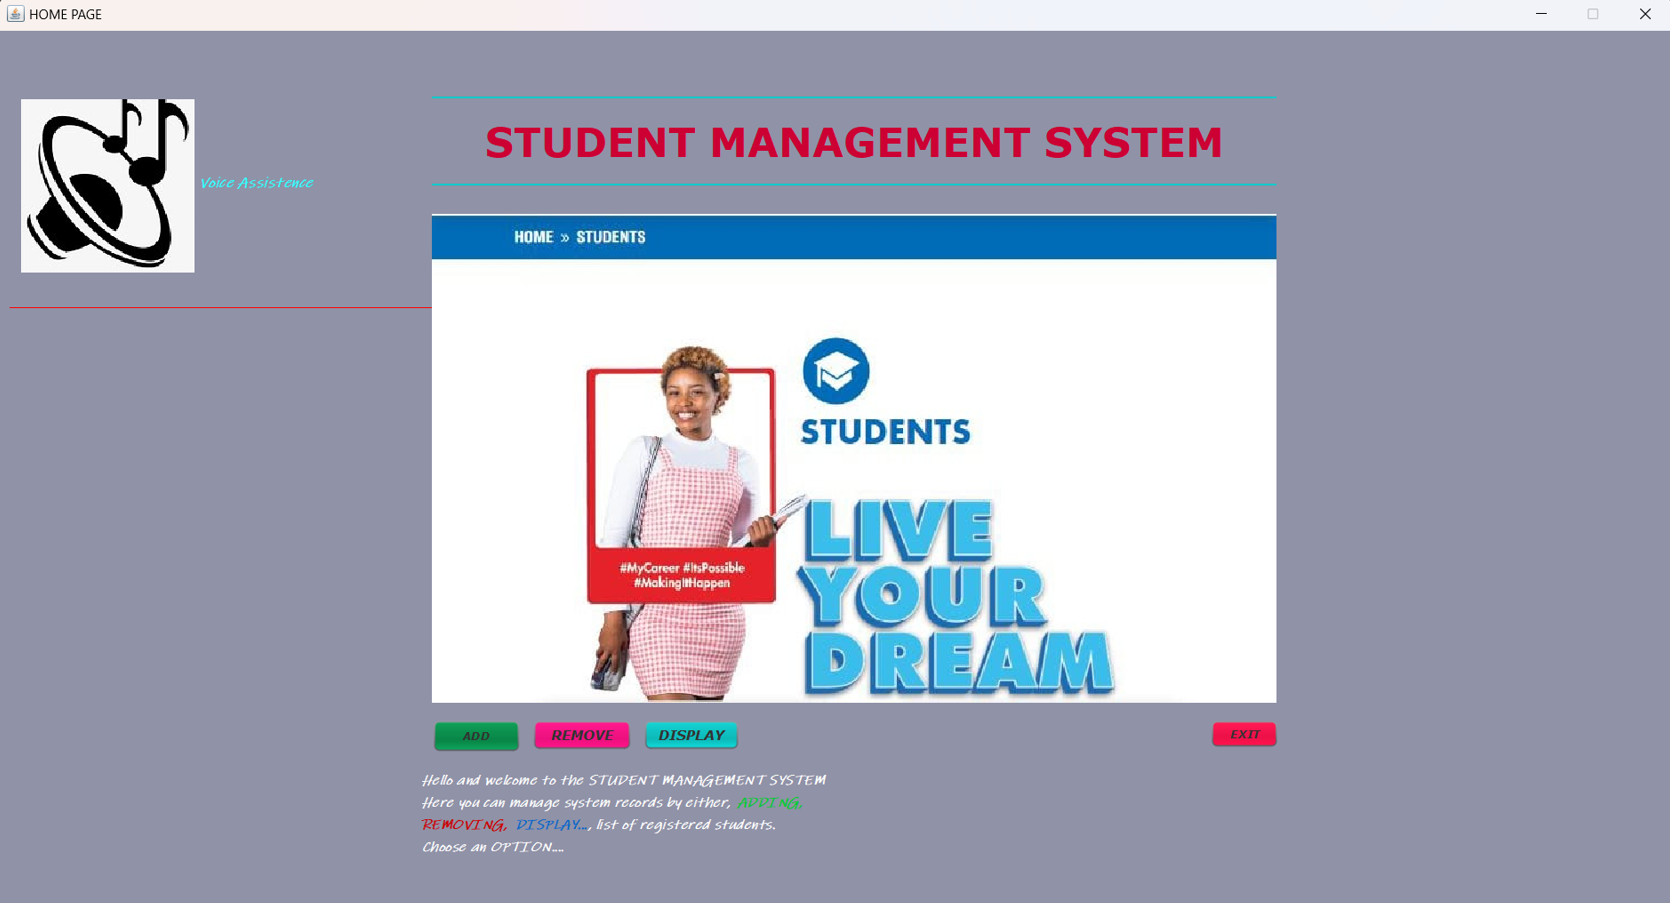 HOME PAGE
STUDENT MANAGEMENT SYSTEM
Voice Assistence
HOME » STUDENTS
STUDENTS
LIVE
YOUR
DREAM
#MyCareer #ItsPossible
#MakingItHappen
ADD
REMOVE
DISPLAY
EXIT
Hello and welcome to the STUDENT MANAGEMENT SYSTEM
Here you can manage system records by either, ADDING,
REMOVING, DISPLAY..., list of registered students.
Choose an OPTION....